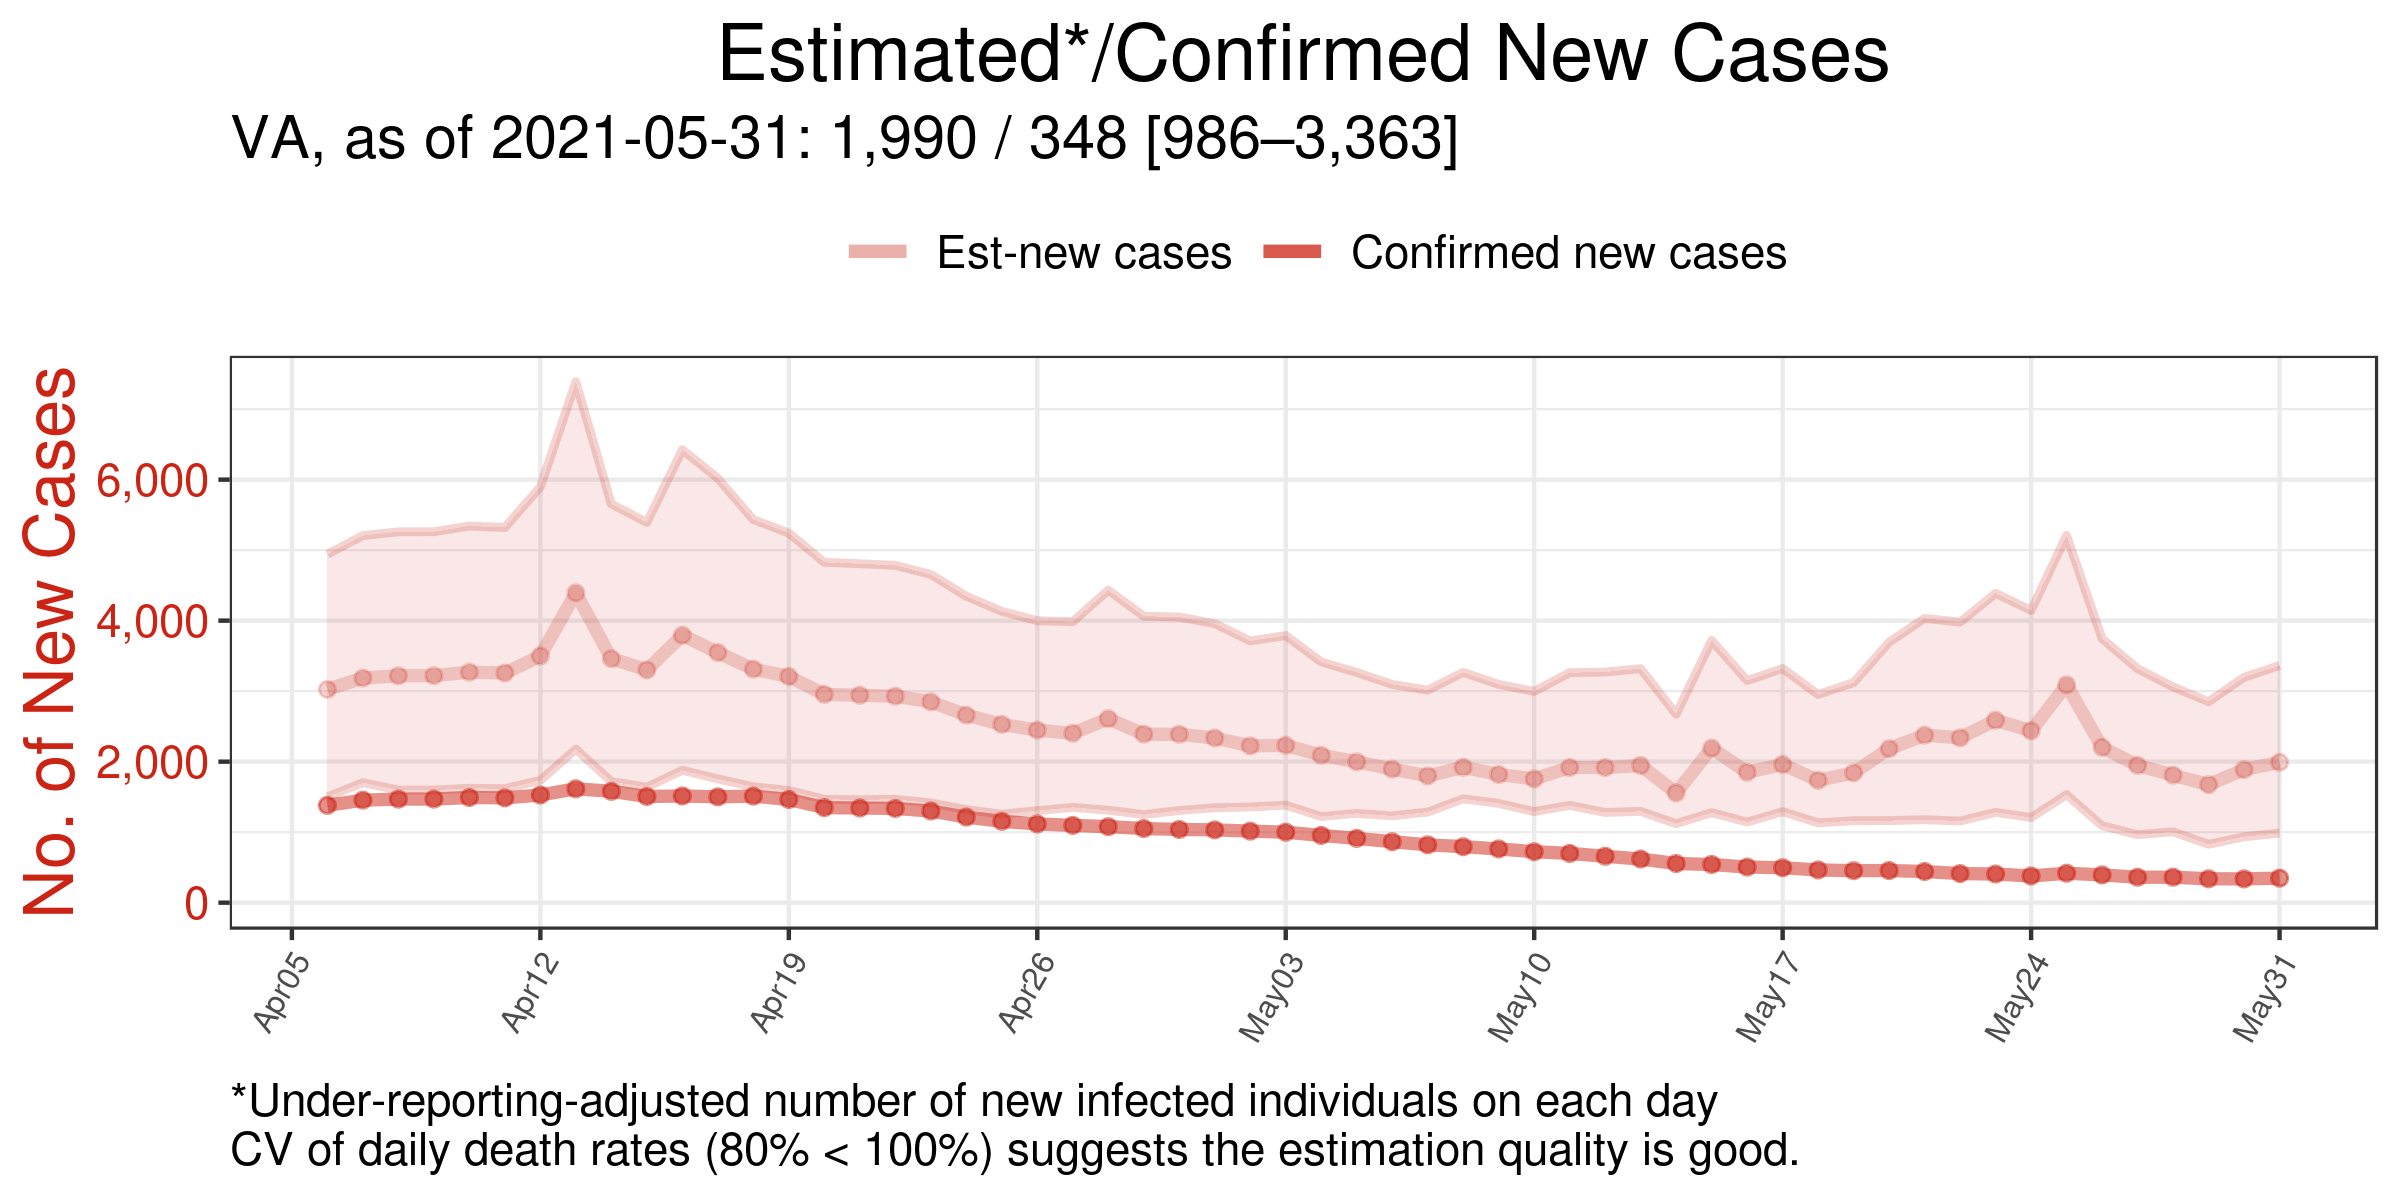 Estimated*/Confirmed New Cases
VA, as of 2021-05-31: 1,990 / 348 [986–3,363]
Est-new cases
Confirmed new cases
No. of New Cases
6,000
4,000
2,000
0
Apr05
Apr12
Apr19
Apr26
May03
May10
May17
May24
May31
*Under-reporting-adjusted number of new infected individuals on each day
CV of daily death rates (80% < 100%) suggests the estimation quality is good.